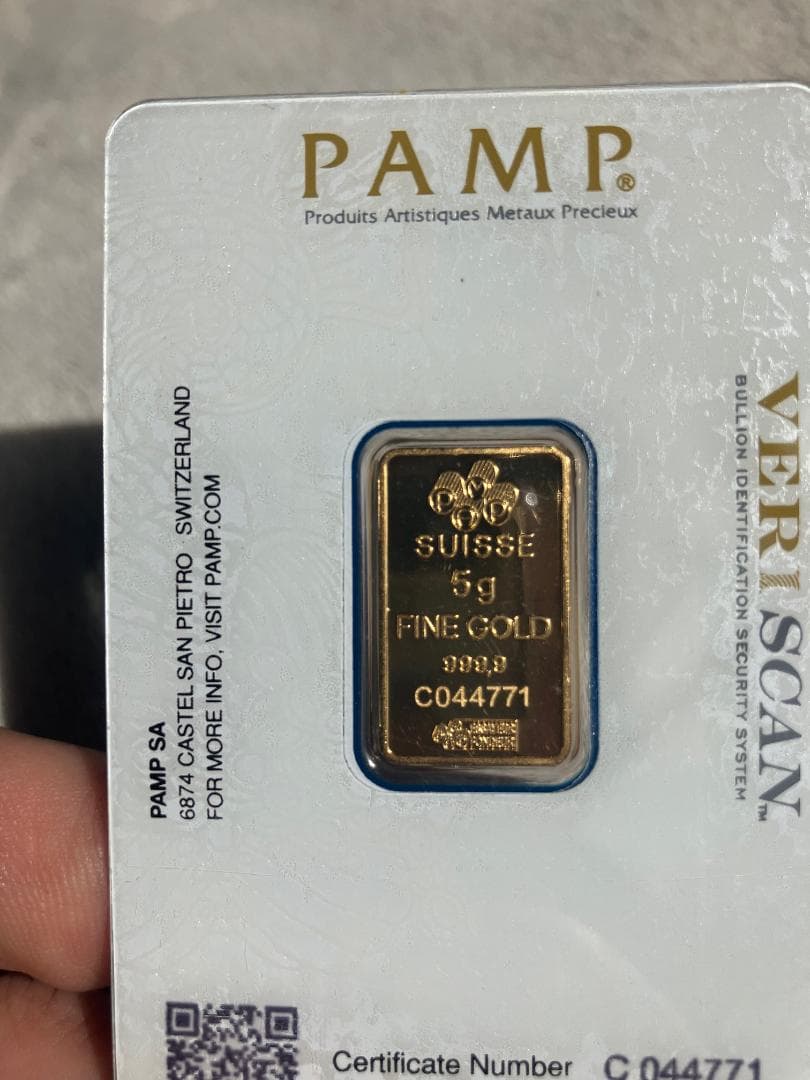 PAMP®
Produits Artistiques Metaux Precieux
PAMP SA
6874 CASTEL SAN PIETRO . SWITZERLAND
FOR MORE INFO, VISIT PAMP.COM
SUISSE
5g
FINE GOLD
999,9
C044771
VERISCAN™
BULLION IDENTIFICATION SECURITY SYSTEM
Certificate Number C 044771